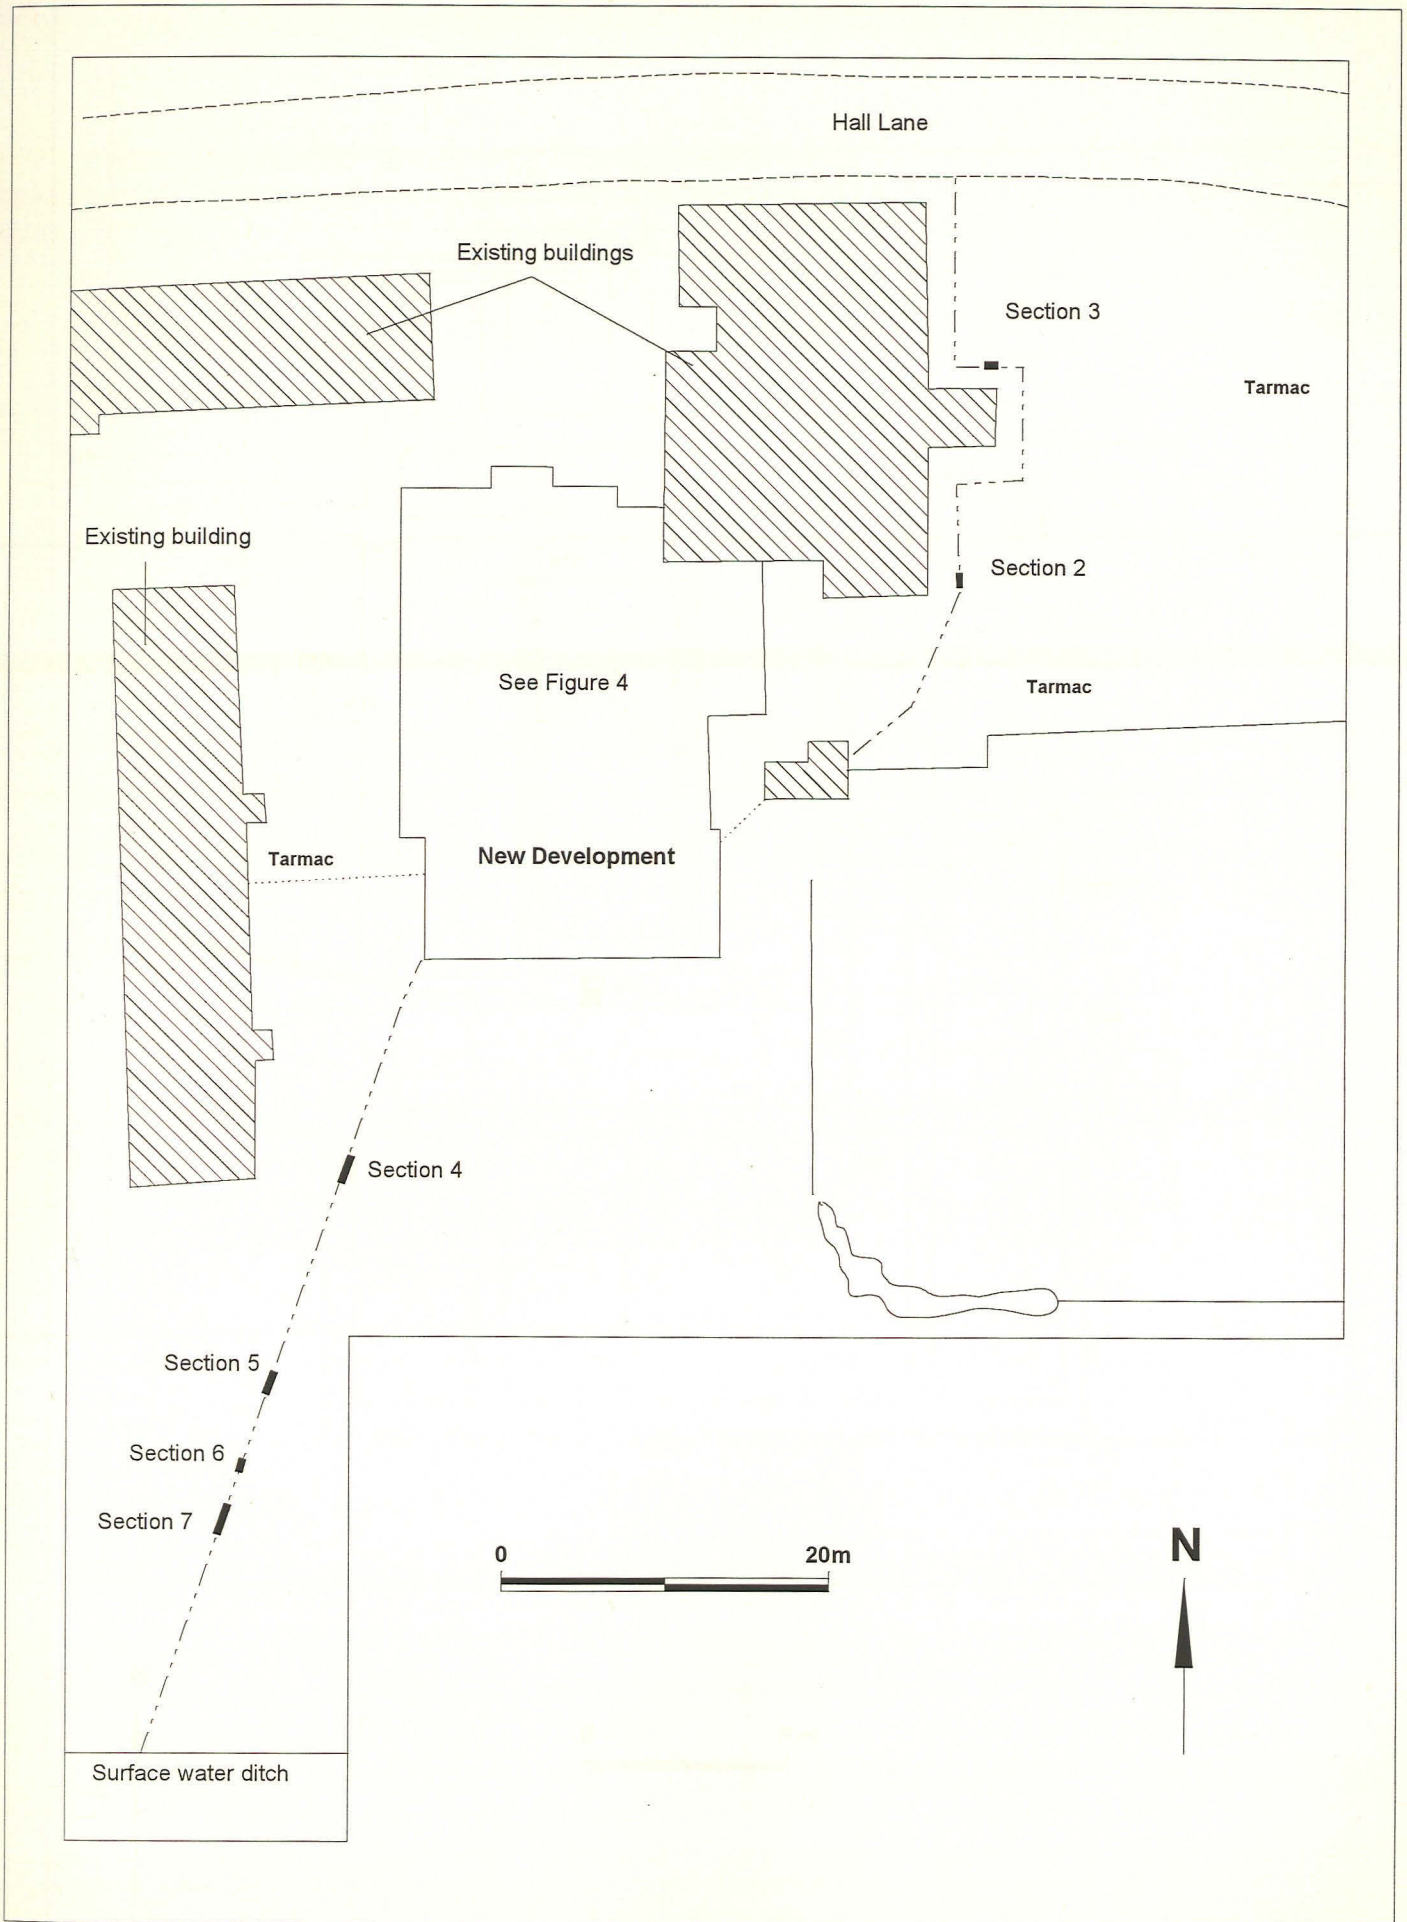 Hall Lane
Existing buildings
Section 3
Tarmac
Existing building
Section 2
See Figure 4
Tarmac
New Development
Tarmac
Section 4
Section 5
Section 6
Section 7
0 20m
N
Surface water ditch